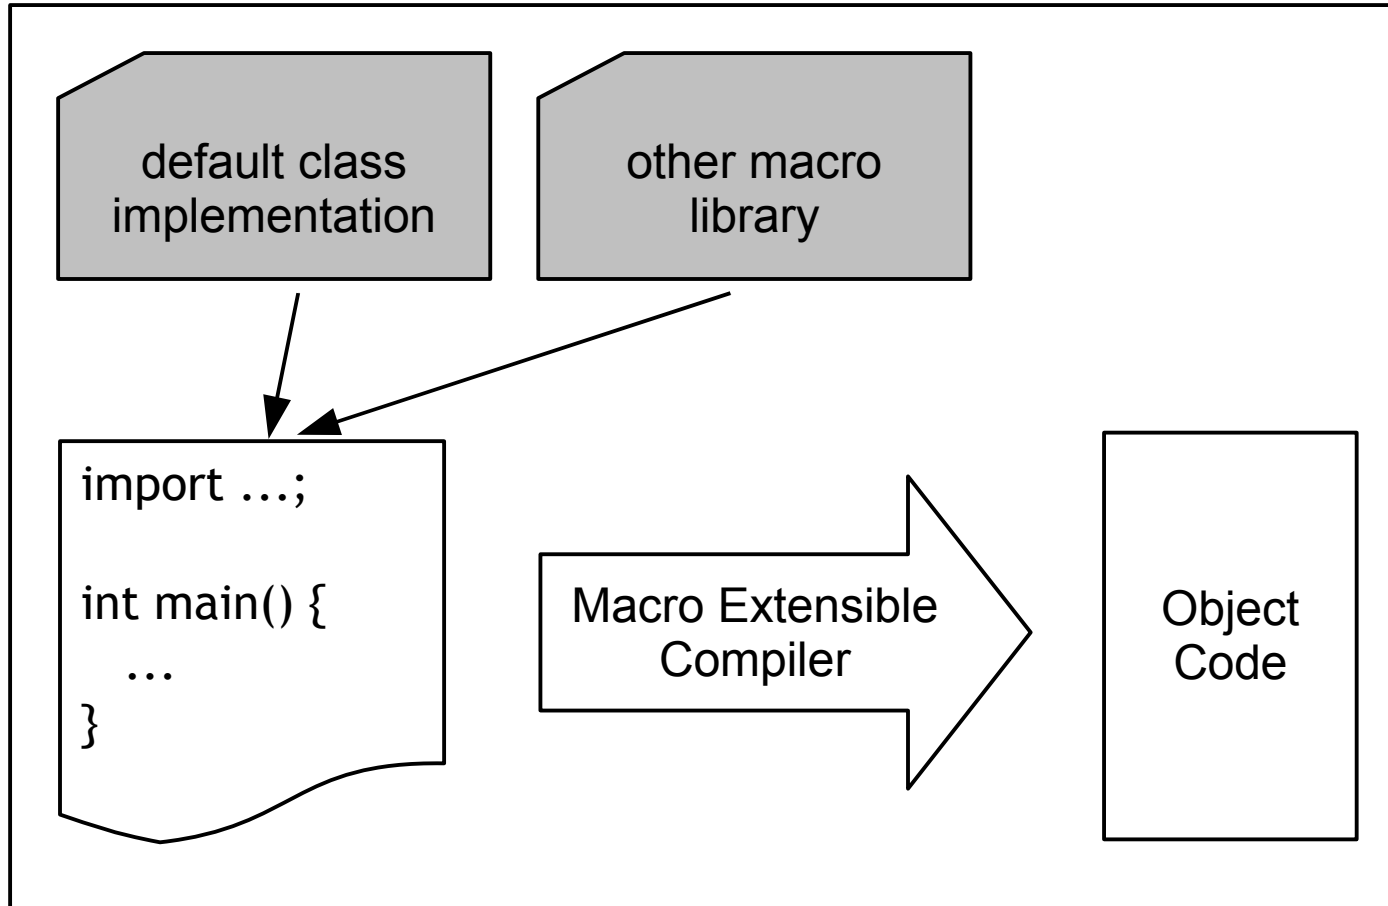 default class
implementation
other macro
library
import ...;
int main() {
...
}
Macro Extensible
Compiler
Object
Code